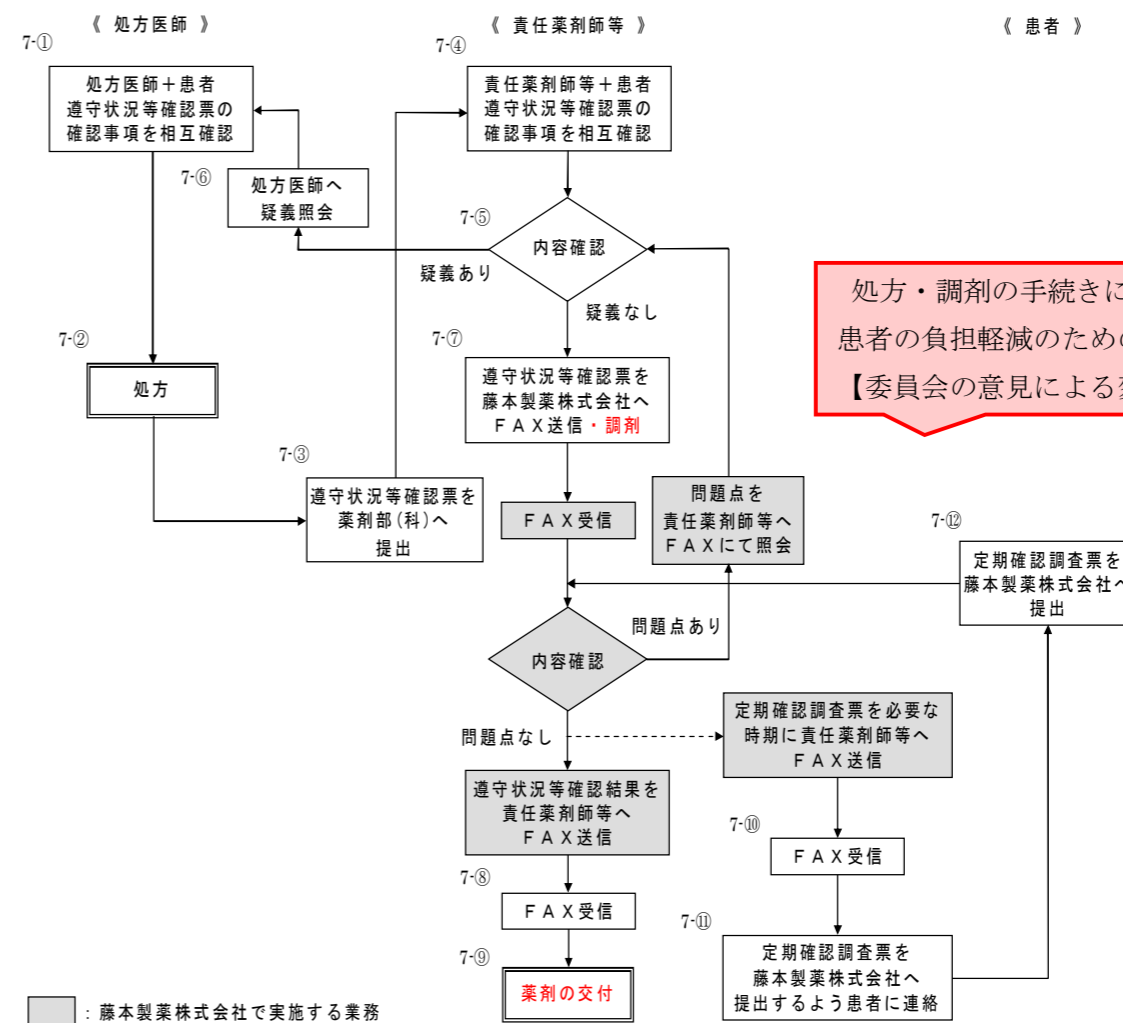 《 処方医師 》
《 責任薬剤師等 》
《 患者 》
7-①
処方医師＋患者
遵守状況等確認票の
確認事項を相互確認
7-④
責任薬剤師等＋患者
遵守状況等確認票の
確認事項を相互確認
7-⑥
処方医師へ
疑義照会
7-⑤
内容確認
疑義あり
疑義なし
処方・調剤の手続きに
患者の負担軽減のための
【委員会の意見による
7-②
処方
7-⑦
遵守状況等確認票を
藤本製薬株式会社へ
ＦＡＸ送信・調剤
7-③
遵守状況等確認票を
薬剤部(科)へ
提出
ＦＡＸ受信
問題点を
責任薬剤師等へ
ＦＡＸにて照会
7-⑫
定期確認調査票を
藤本製薬株式会社へ
提出
問題点あり
内容確認
問題点なし
定期確認調査票を必要な
時期に責任薬剤師等へ
ＦＡＸ送信
遵守状況等確認結果を
責任薬剤師等へ
ＦＡＸ送信
7-⑩
ＦＡＸ受信
7-⑧
ＦＡＸ受信
7-⑪
定期確認調査票を
藤本製薬株式会社へ
提出するよう患者に連絡
7-⑨
薬剤の交付
：藤本製薬株式会社で実施する業務